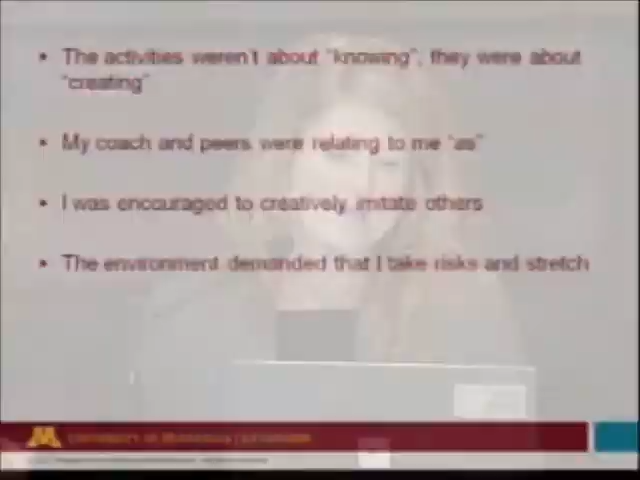 • The activities weren't about "knowing", they were about
"creating"
• My coach and peers were relating to me "as"
• I was encouraged to creatively imitate others
• The environment demanded that I take risks and stretch
M UNIVERSITY OF